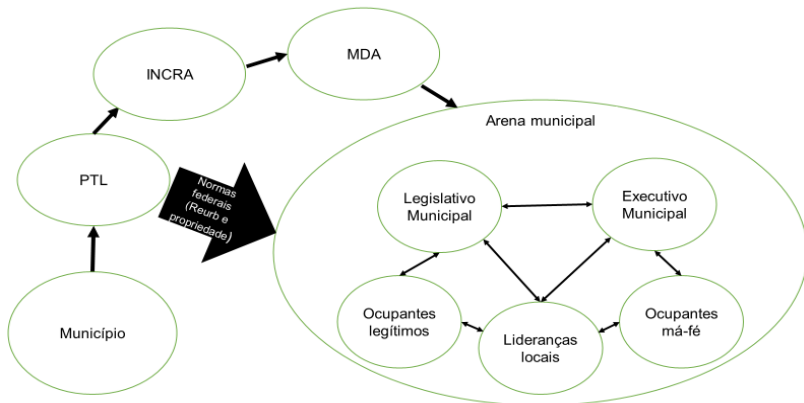 MDA
INCRA
Arena municipal
PTL
Normas
federais
(Reurb e
propriedade)
Legislativo
Municipal
Executivo
Municipal
Município
Ocupantes
legítimos
Lideranças
locais
Ocupantes
má-fé